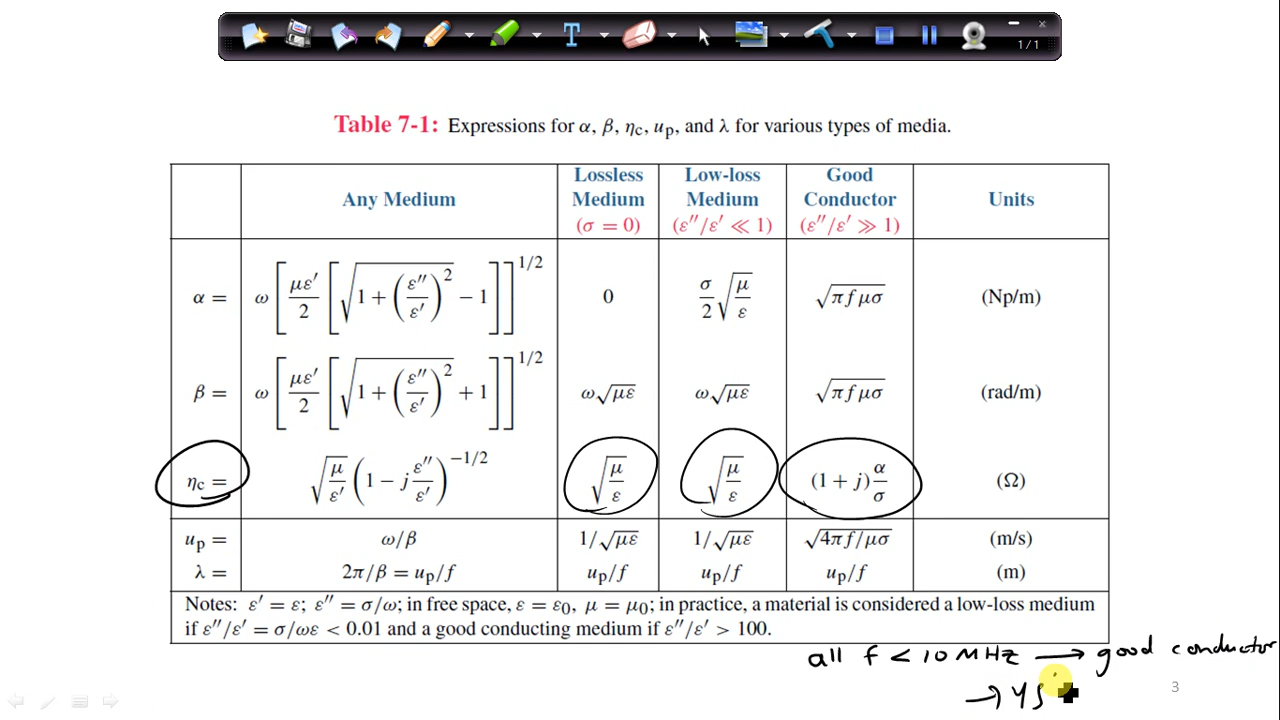 1/1
Table 7-1: Expressions for α, β, ηc, up, and λ for various types of media.
Any Medium | Lossless Medium (σ = 0) | Low-loss Medium (ε″/ε′ ≪ 1) | Good Conductor (ε″/ε′ ≫ 1) | Units
α = | ω [ με′/2 [ √(1 + (ε″/ε′)²) − 1 ] ]^1/2 | 0 | σ/2 √(μ/ε) | √(π f μσ) | (Np/m)
β = | ω [ με′/2 [ √(1 + (ε″/ε′)²) + 1 ] ]^1/2 | ω√(με) | ω√(με) | √(π f μσ) | (rad/m)
ηc = | √(μ/ε′) (1 − j ε″/ε′)^−1/2 | √(μ/ε) | √(μ/ε) | (1 + j) α/σ | (Ω)
up = | ω/β | 1/√(με) | 1/√(με) | √(4π f/μσ) | (m/s)
λ = | 2π/β = up/f | up/f | up/f | up/f | (m)
Notes: ε′ = ε; ε″ = σ/ω; in free space, ε = ε0, μ = μ0; in practice, a material is considered a low-loss medium
if ε″/ε′ = σ/ωε < 0.01 and a good conducting medium if ε″/ε′ > 100.
all f < 10 MHz → good conductor
→
3